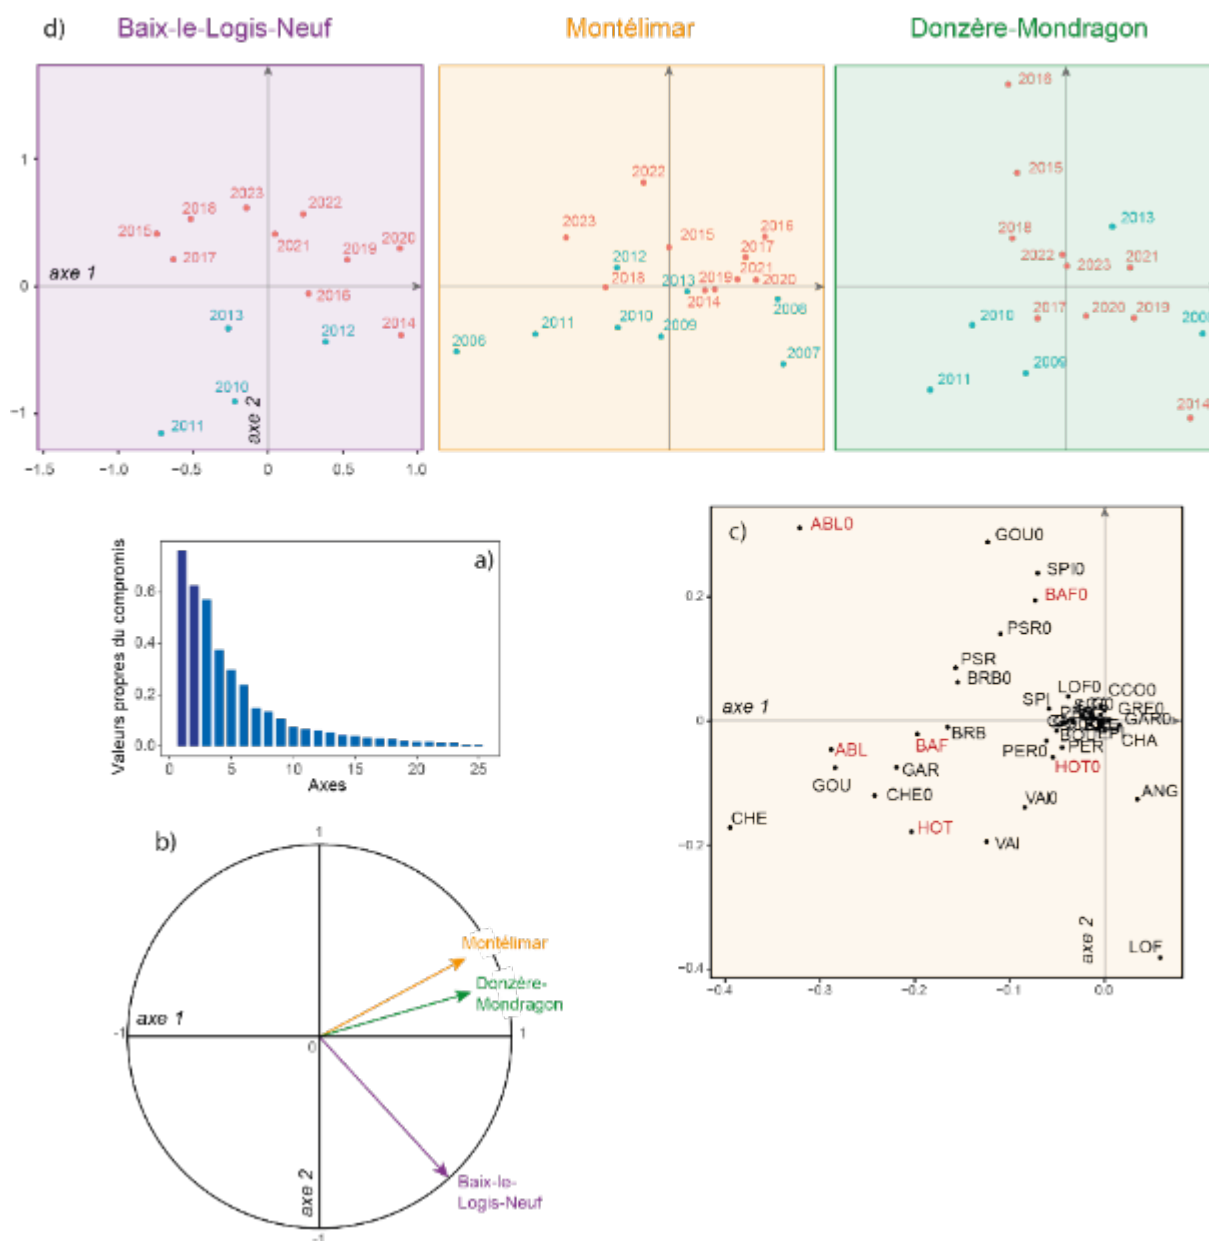 d)
Baix-le-Logis-Neuf
Montélimar
Donzère-Mondragon
2015
2018
2023
2022
2017
2021
2019
2020
axe 1
2016
2013
2012
2014
2010
2011
axe 2
1
0
−1
−1.5
−1.0
−0.5
0
0.5
1.0
2022
2023
2015
2016
2012
2017
2018
2013
2019
2021
2020
2014
2006
2011
2010
2009
2008
2007
2016
2015
2013
2018
2022
2023
2021
2010
2017
2020
2019
2011
2009
2014
a)
Valeurs propres du compromis
0.6
0.4
0.2
0.0
0
5
10
15
20
25
Axes
b)
1
Montélimar
Donzère-
Mondragon
axe 1
-1
0
1
axe 2
Baix-le-
Logis-Neuf
-1
c)
ABL0
GOU0
SPI0
BAF0
PSR0
PSR
BRB0
SPI
LOF0
CCO0
GRE0
GAR0
axe 1
BRB
BAF
ABL
PER0
PER
CHA
HOT0
GOU
GAR
CHE0
VAI0
ANG
CHE
HOT
VAI
axe 2
LOF
0.2
0
−0.2
−0.4
−0.4
−0.3
−0.2
−0.1
0.0